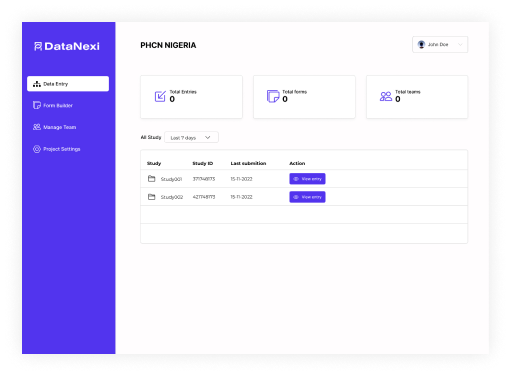 DataNexi
PHCN NIGERIA
John Doe
Data Entry
Form Builder
Manage Team
Project Settings
Total Entries
0
Total forms
0
Total teams
0
All Study
Last 7 days
Study Study ID Last submition Action
Study001 371746173 15-11-2022 View entry
Study002 421748173 15-11-2022 View entry